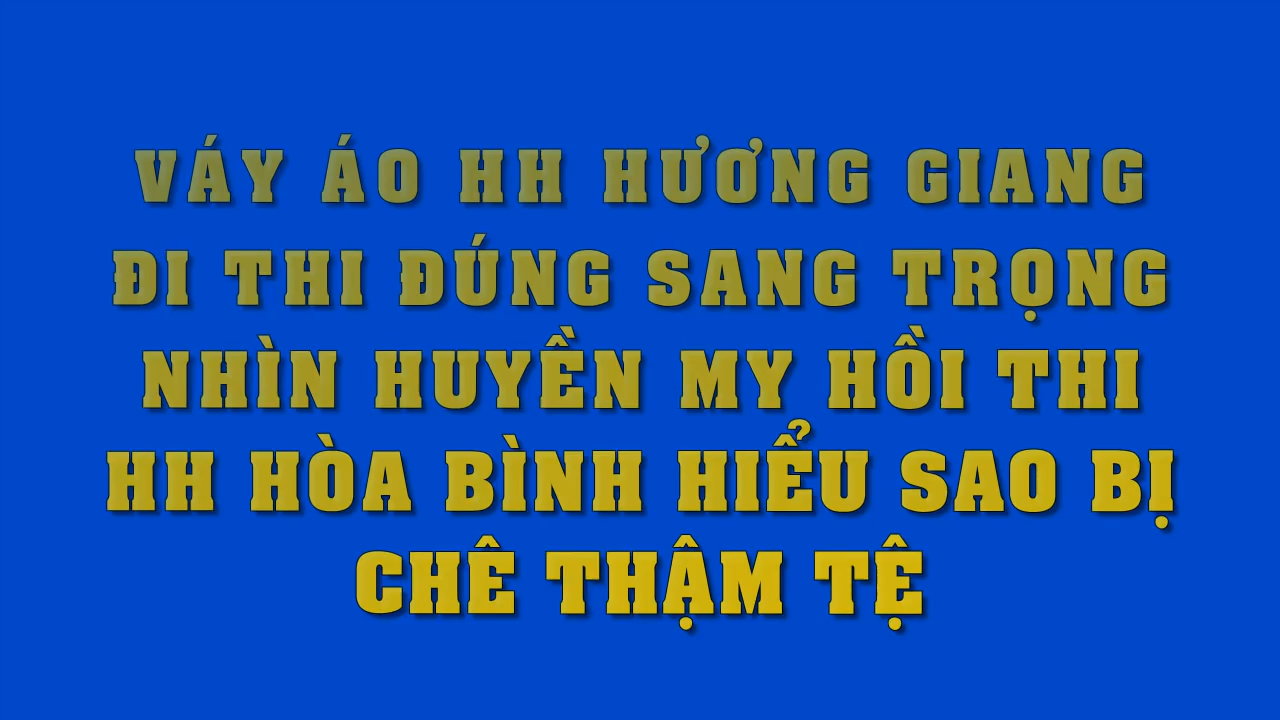 VÁY ÁO HH HƯƠNG GIANG
ĐI THI ĐÚNG SANG TRỌNG
NHÌN HUYỀN MY HỒI THI
HH HÒA BÌNH HIỂU SAO BỊ
CHÊ THẬM TỆ